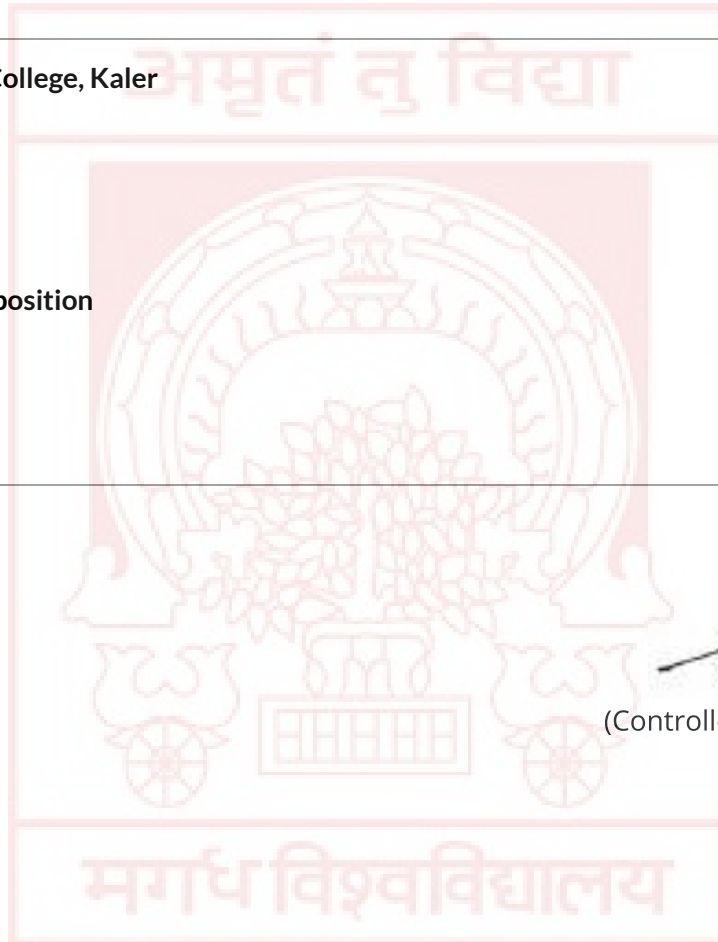 अमृतं तु विद्या
College, Kaler
position
(Controll
मगध विश्वविद्यालय